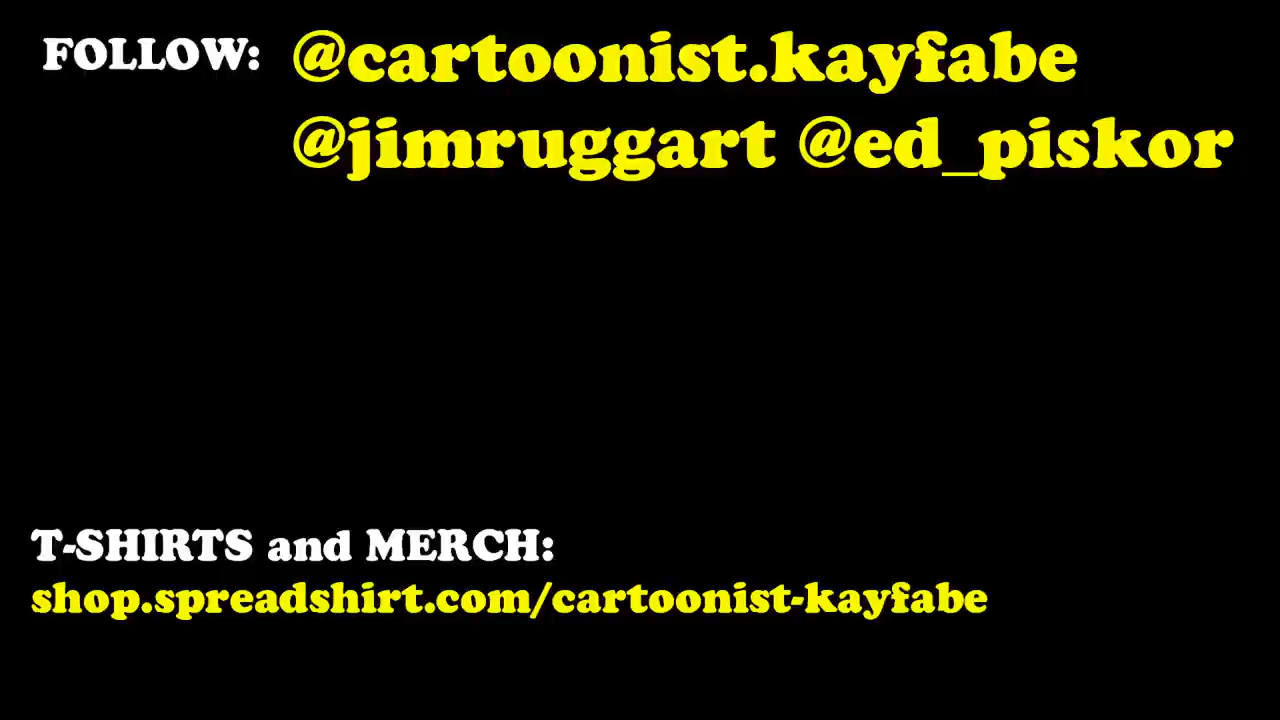 FOLLOW: @cartoonist.kayfabe
@jimruggart @ed_piskor
T-SHIRTS and MERCH:
shop.spreadshirt.com/cartoonist-kayfabe